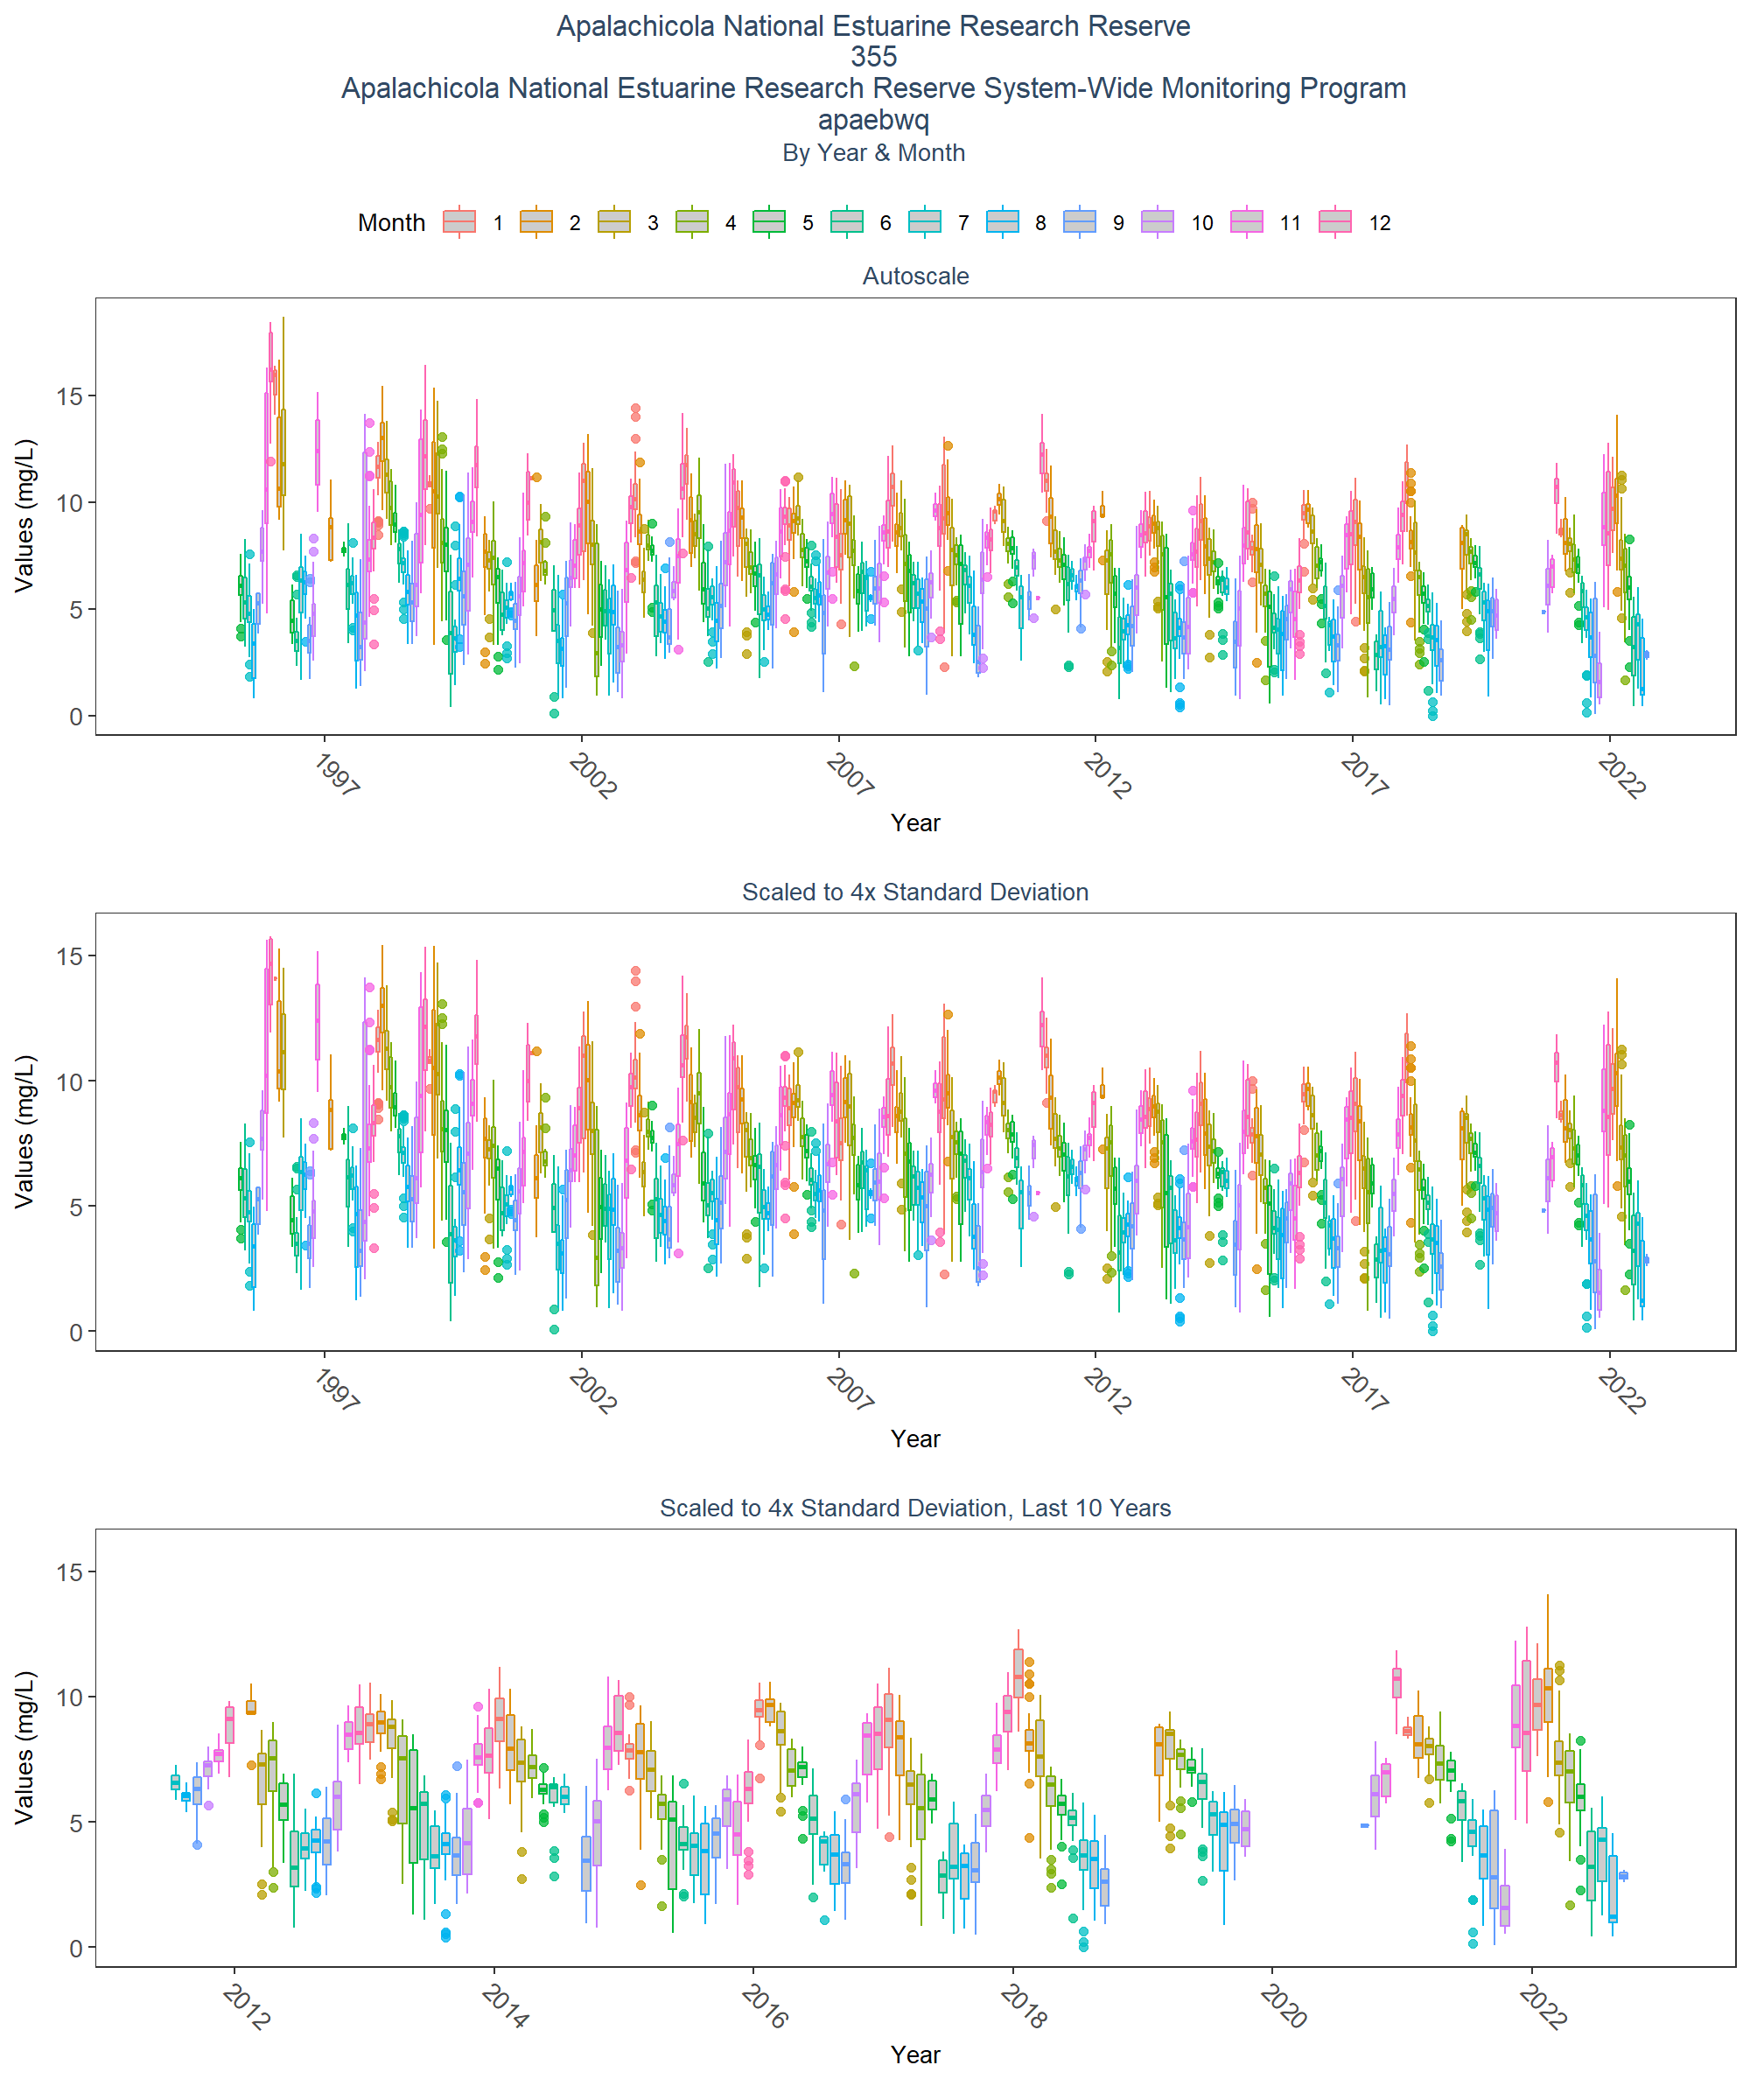 Apalachicola National Estuarine Research Reserve
355
Apalachicola National Estuarine Research Reserve System-Wide Monitoring Program
apaebwq
By Year & Month
Month 1 2 3 4 5 6 7 8 9 10 11 12
Autoscale
Values (mg/L)
15
10
5
0
1997 2002 2007 2012 2017 2022
Year
Scaled to 4x Standard Deviation
Values (mg/L)
15
10
5
0
1997 2002 2007 2012 2017 2022
Year
Scaled to 4x Standard Deviation, Last 10 Years
Values (mg/L)
15
10
5
0
2012 2014 2016 2018 2020 2022
Year